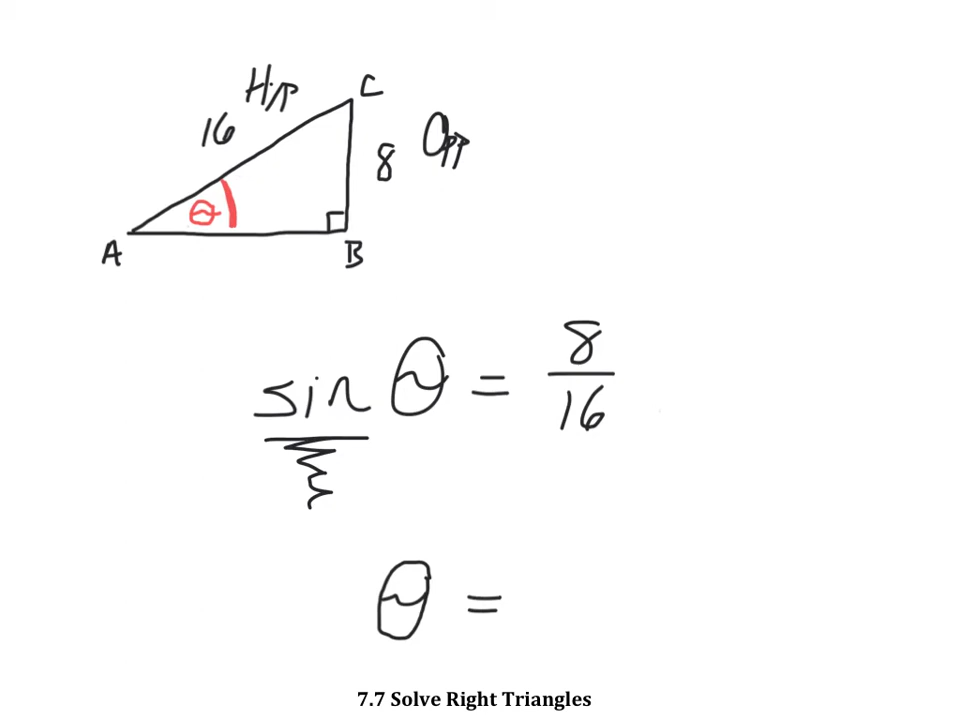 Hyp
C
16
8 Opp
θ
A
B
sin θ = 8/16
θ =
7.7 Solve Right Triangles